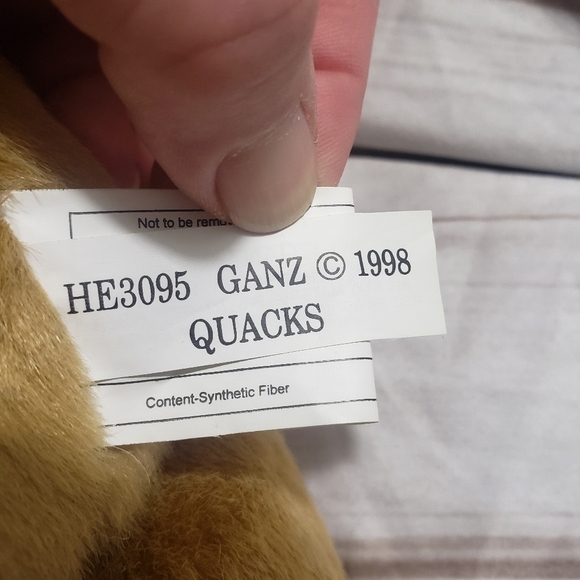 Not to be
HE3095 GANZ © 1998
QUACKS
Content-Synthetic Fiber